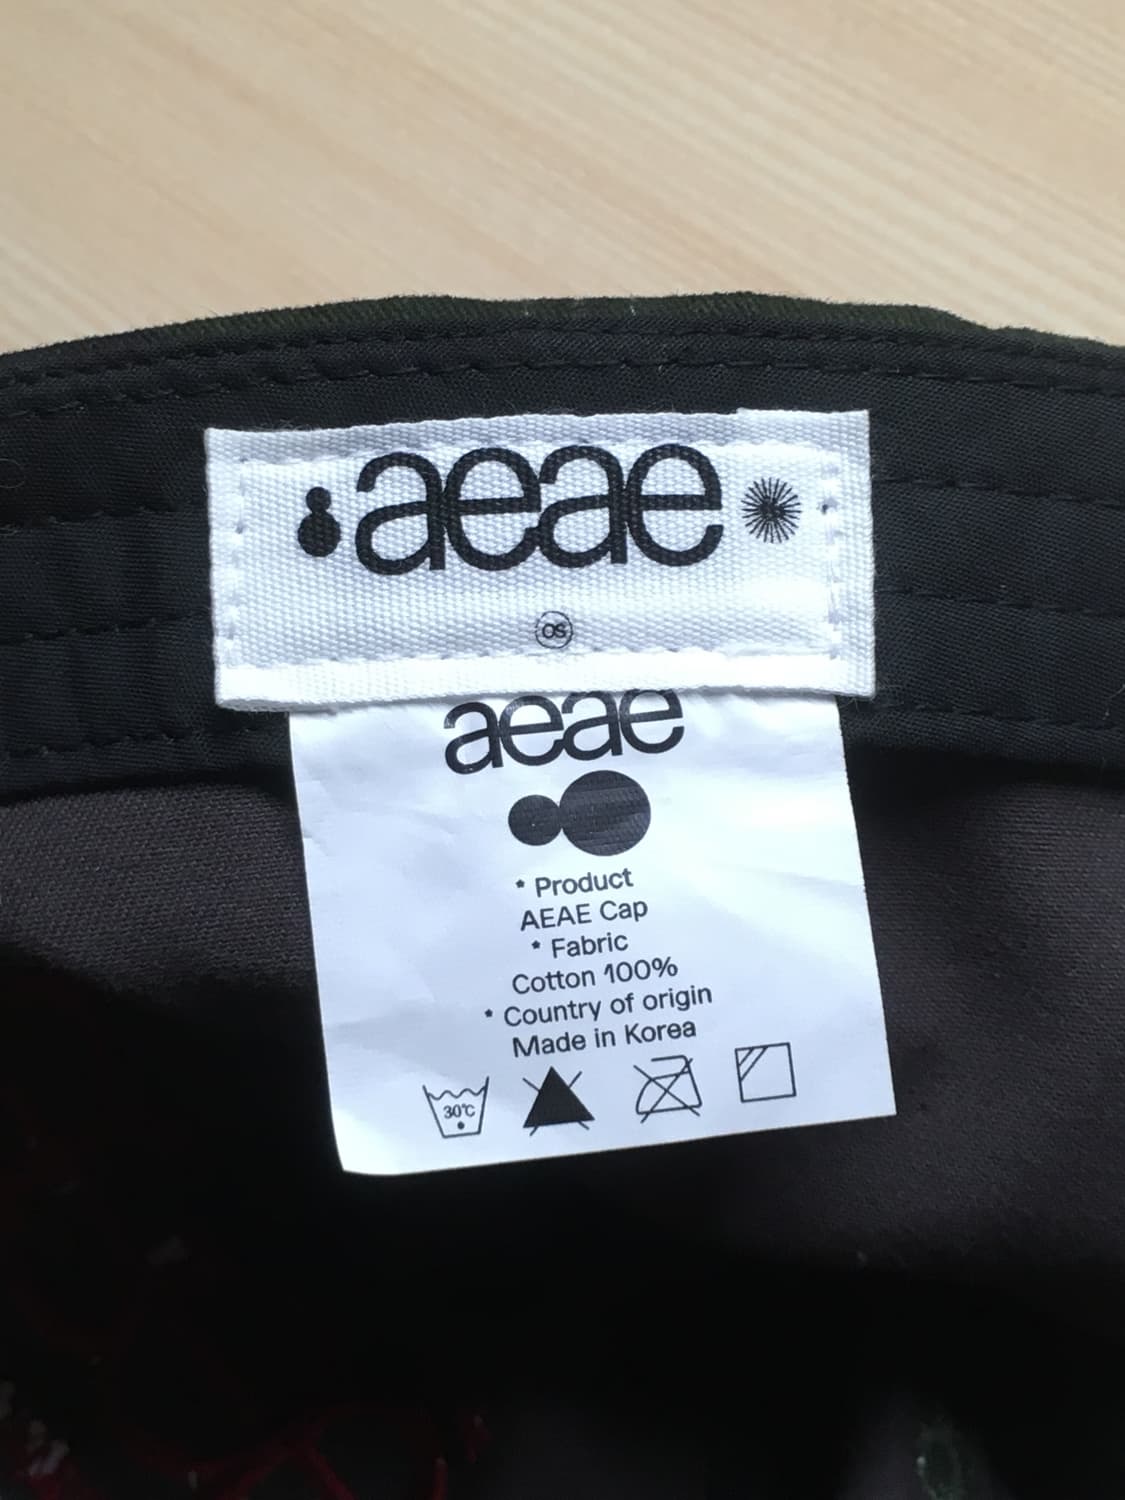 aeae
OS
aeae
* Product
AEAE Cap
* Fabric
Cotton 100%
* Country of origin
Made in Korea
30℃